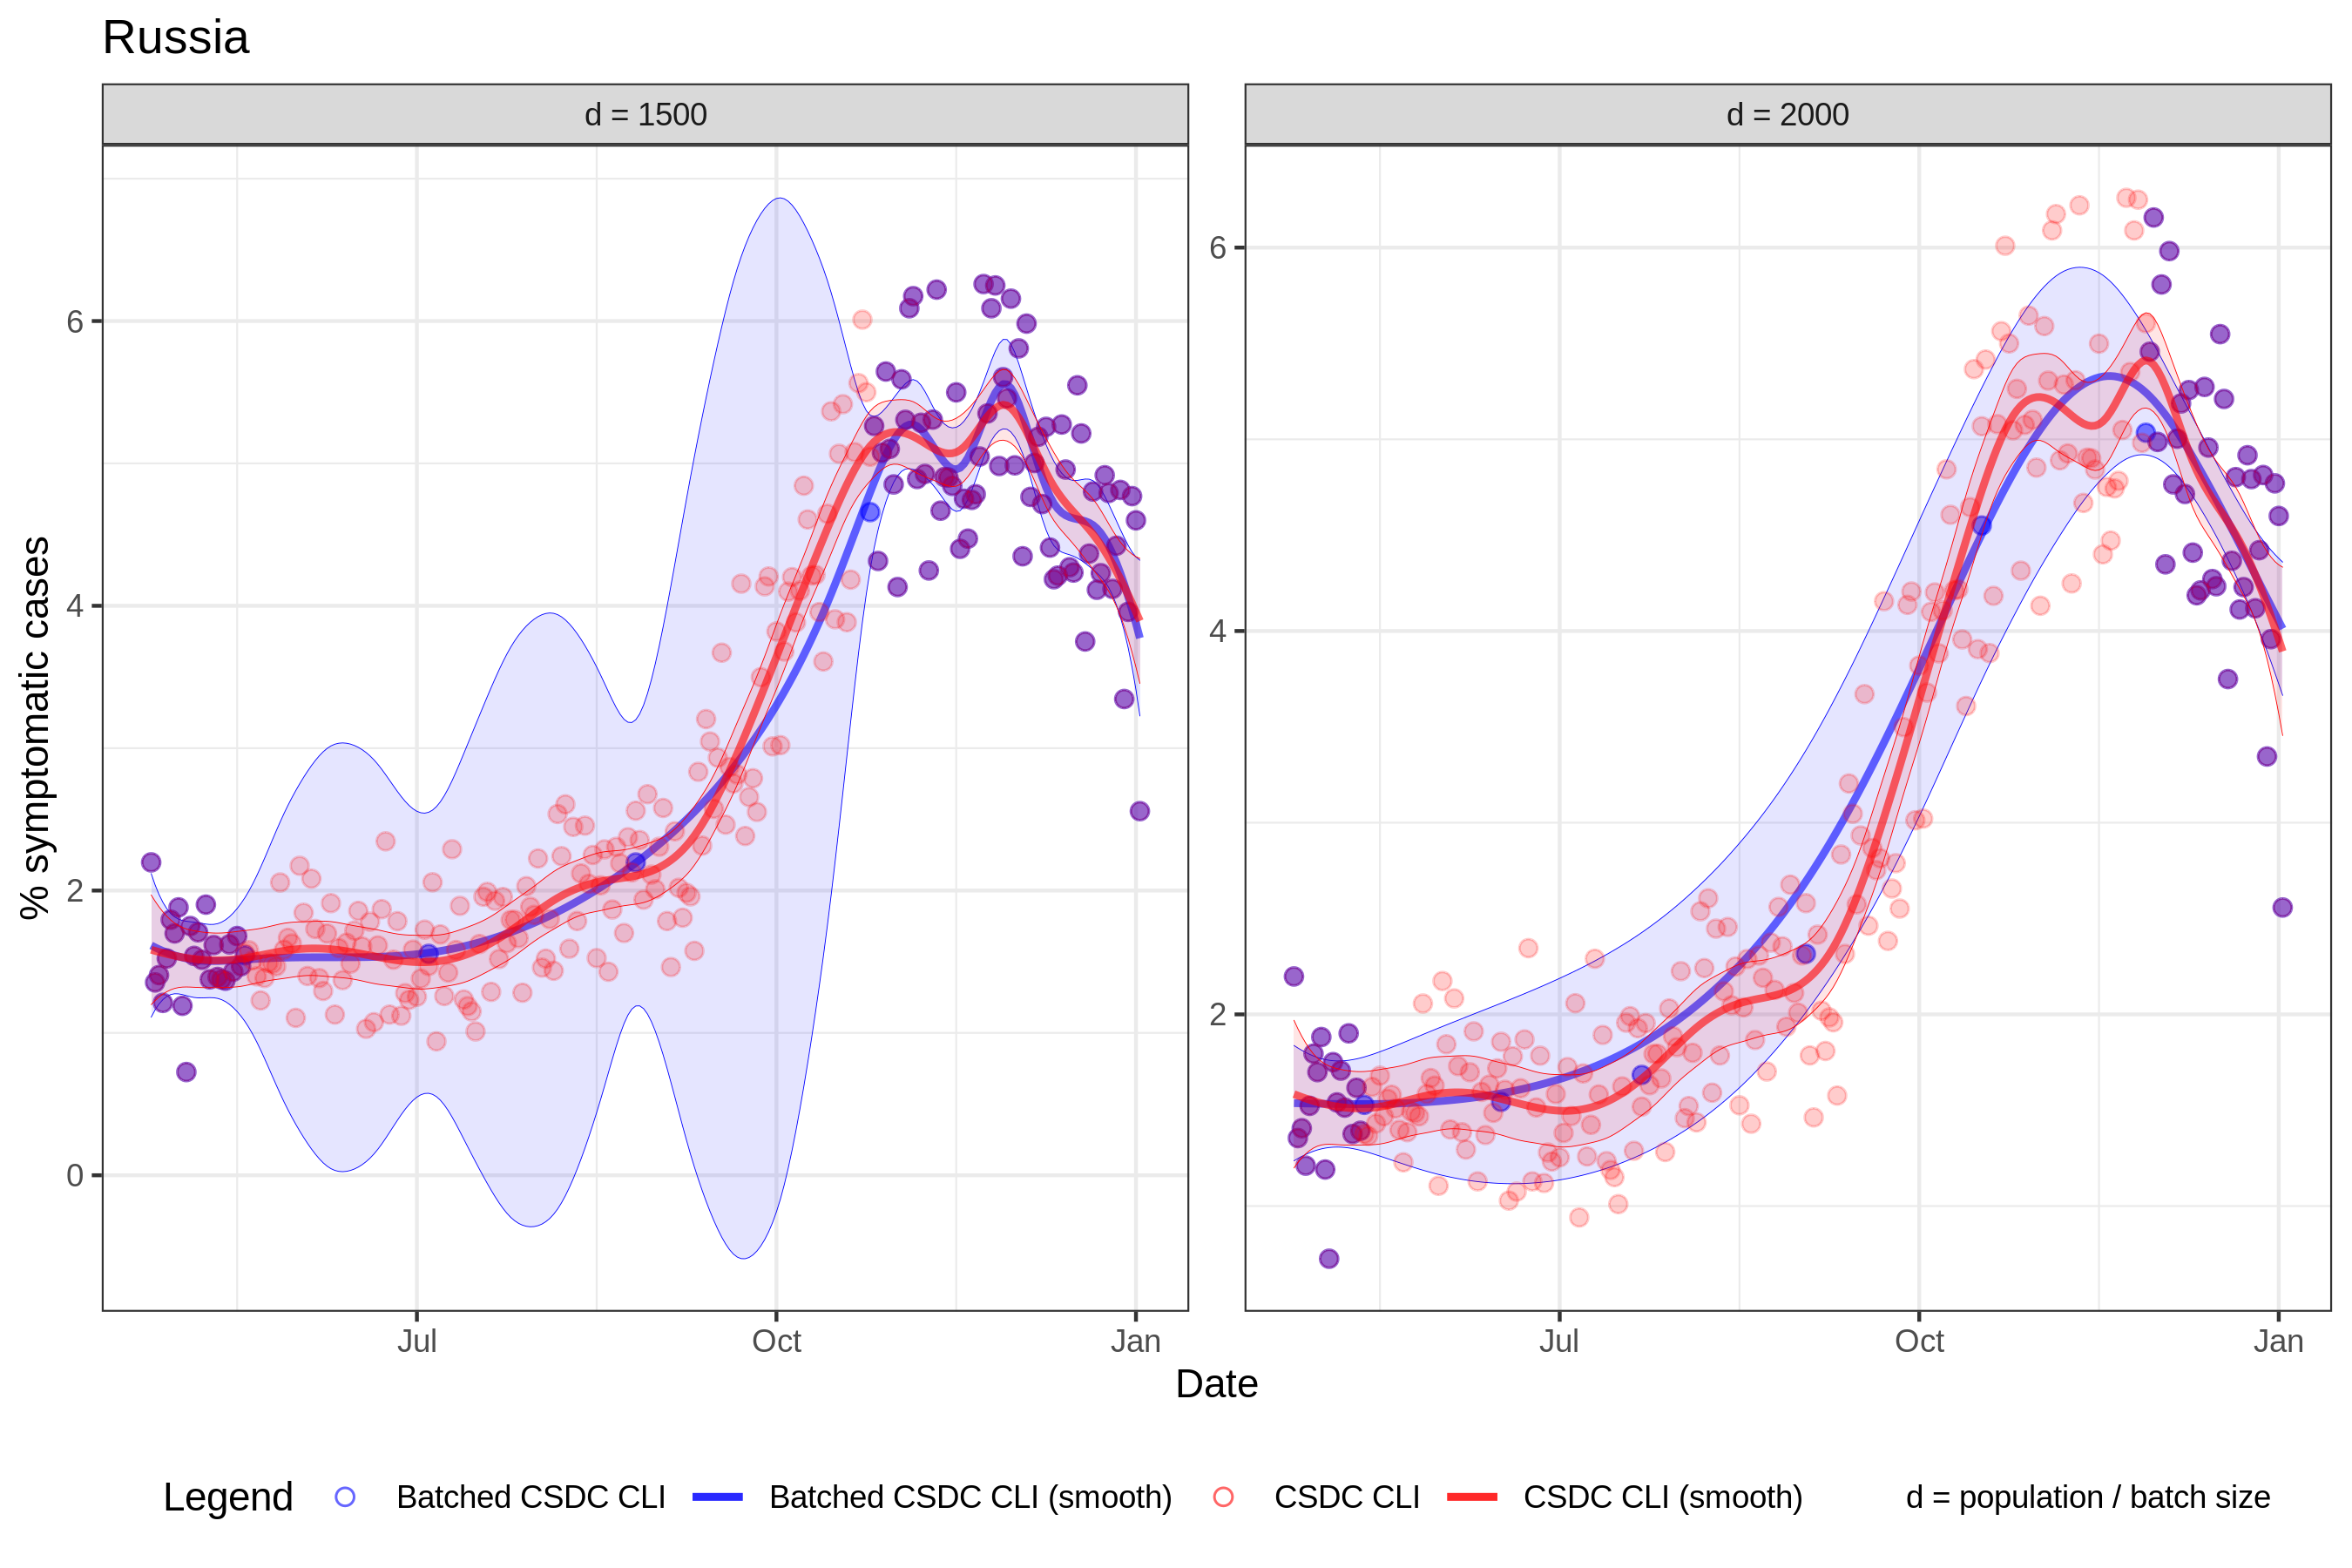 Russia
d = 1500
d = 2000
% symptomatic cases
6
4
2
0
6
4
2
Jul
Oct
Jan
Jul
Oct
Jan
Date
Legend
Batched CSDC CLI
Batched CSDC CLI (smooth)
CSDC CLI
CSDC CLI (smooth)
d = population / batch size